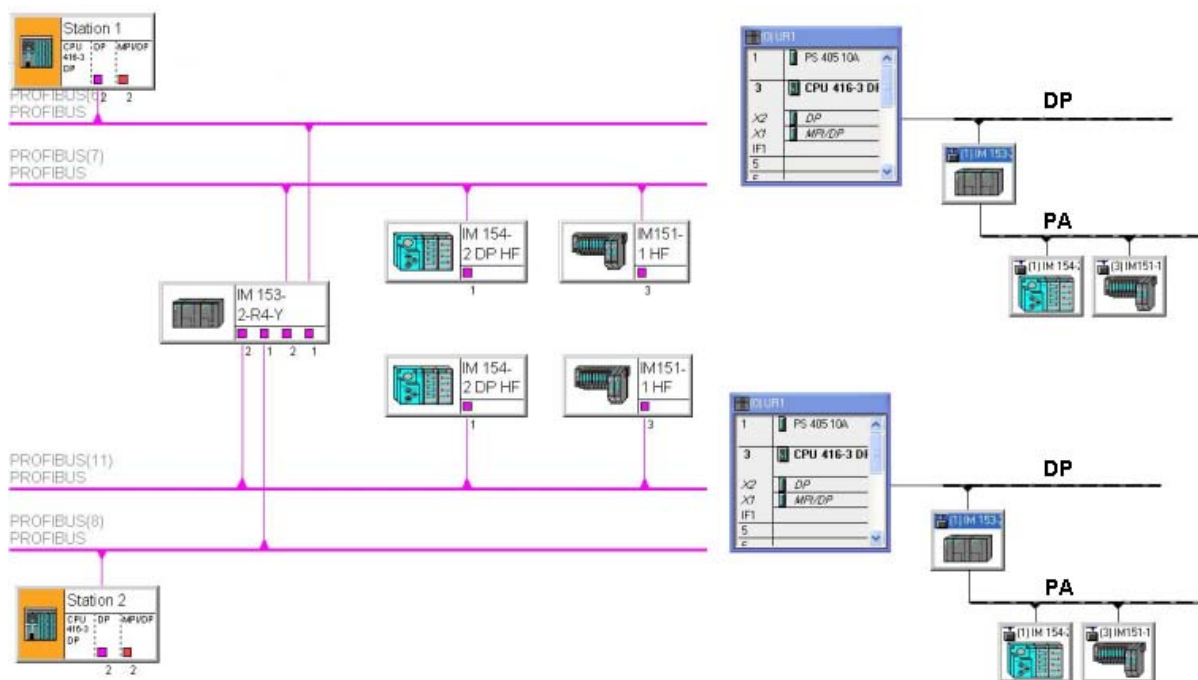 Station 1
CPU
416-3
DP
DP
MPI/DP
2
2
PROFIBUS(6)
PROFIBUS
PROFIBUS(7)
PROFIBUS
IM 154-
2 DP HF
1
IM151-
1 HF
3
IM 153-
2-R4-Y
2
1
2
1
IM 154-
2 DP HF
1
IM151-
1 HF
3
PROFIBUS(11)
PROFIBUS
PROFIBUS(8)
PROFIBUS
Station 2
CPU
416-3
DP
DP
MPI/DP
2
2
(0) UR1
1 PS 405 10A
3 CPU 416-3 DP
X2 DP
X1 MPI/DP
IF1
5
DP
(1) IM 153-2
PA
(1) IM 154-2
(3) IM151-1
(0) UR1
1 PS 405 10A
3 CPU 416-3 DP
X2 DP
X1 MPI/DP
IF1
5
DP
(1) IM 153-2
PA
(1) IM 154-2
(3) IM151-1